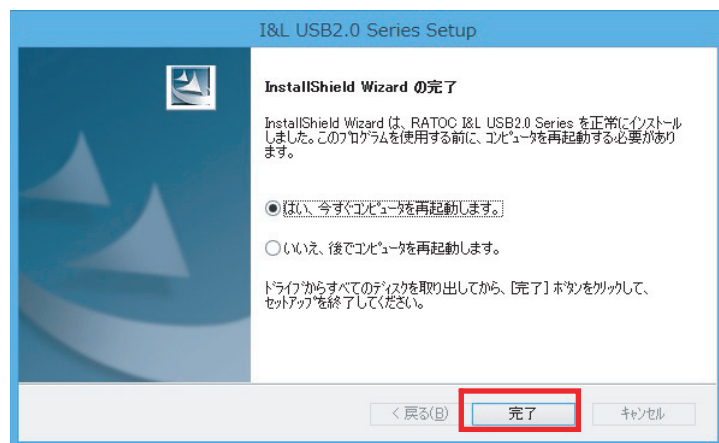 I&L USB2.0 Series Setup
InstallShield Wizard の完了
InstallShield Wizard は、RATOC I&L USB2.0 Series を正常にインストール
しました。このプログラムを使用する前に、コンピュータを再起動する必要があり
ます。
はい、今すぐコンピュータを再起動します。
いいえ、後でコンピュータを再起動します。
ドライブからすべてのディスクを取り出してから、[完了] ボタンをクリックして、
セットアップを終了してください。
< 戻る(B)
完了
キャンセル